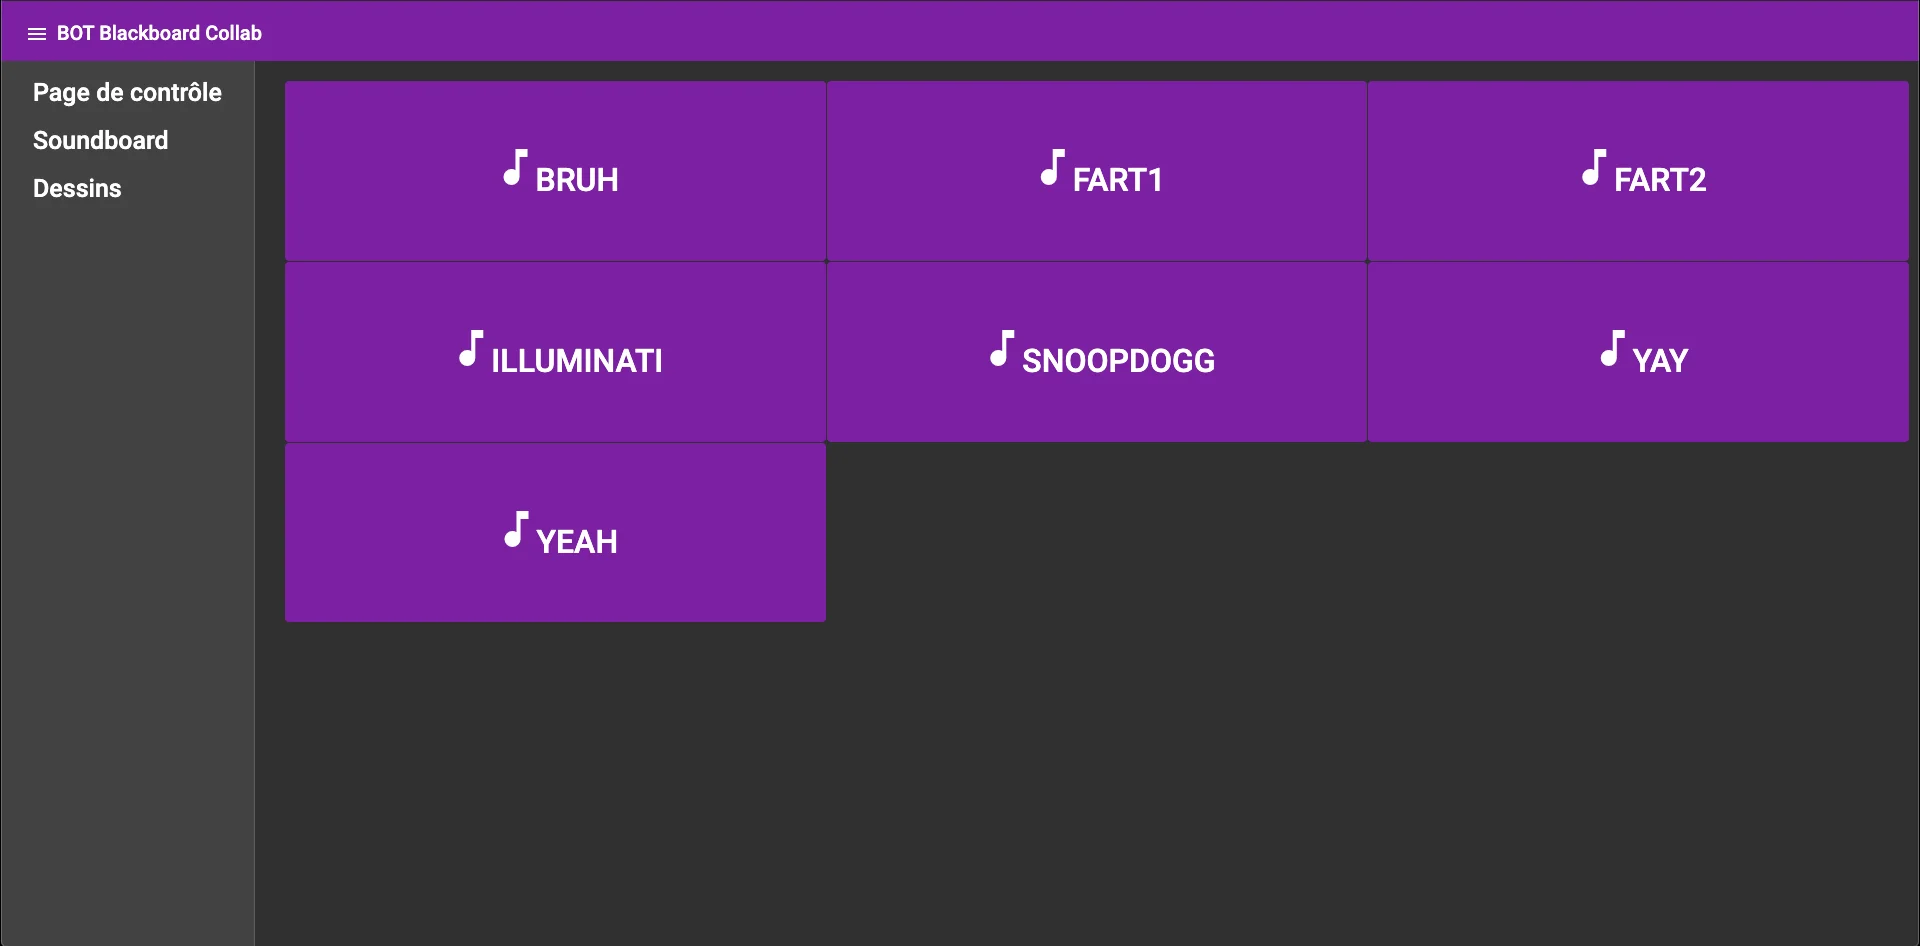 BOT Blackboard Collab
Page de contrôle
Soundboard
Dessins
BRUH
FART1
FART2
ILLUMINATI
SNOOPDOGG
YAY
YEAH